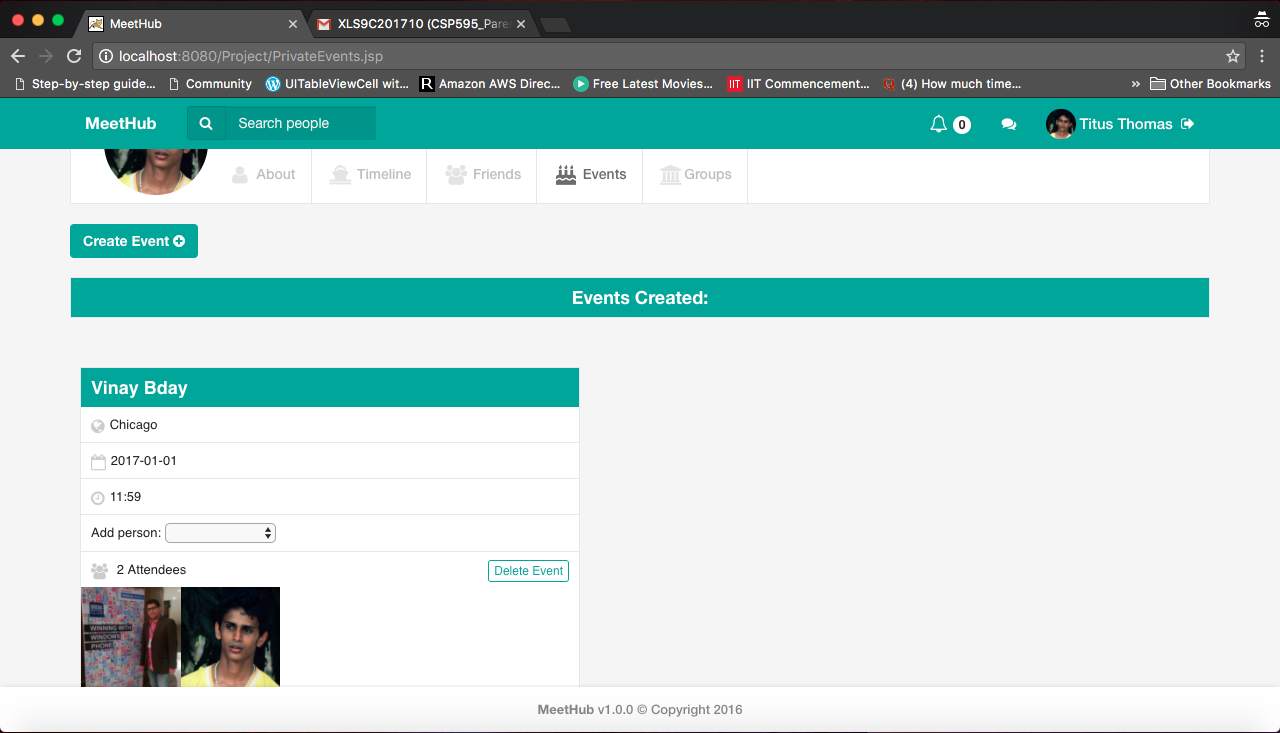 MeetHub
XLS9C201710 (CSP595_Pare
localhost:8080/Project/PrivateEvents.jsp
Step-by-step guide...
Community
UITableViewCell wit...
R Amazon AWS Direc...
Free Latest Movies...
IIT IIT Commencement...
(4) How much time...
»
Other Bookmarks
MeetHub
Search people
0
Titus Thomas
About
Timeline
Friends
Events
Groups
Create Event
Events Created:
Vinay Bday
Chicago
2017-01-01
11:59
Add person:
2 Attendees
Delete Event
WINNING WITH
WINDOWS
PHONE
MeetHub v1.0.0 © Copyright 2016